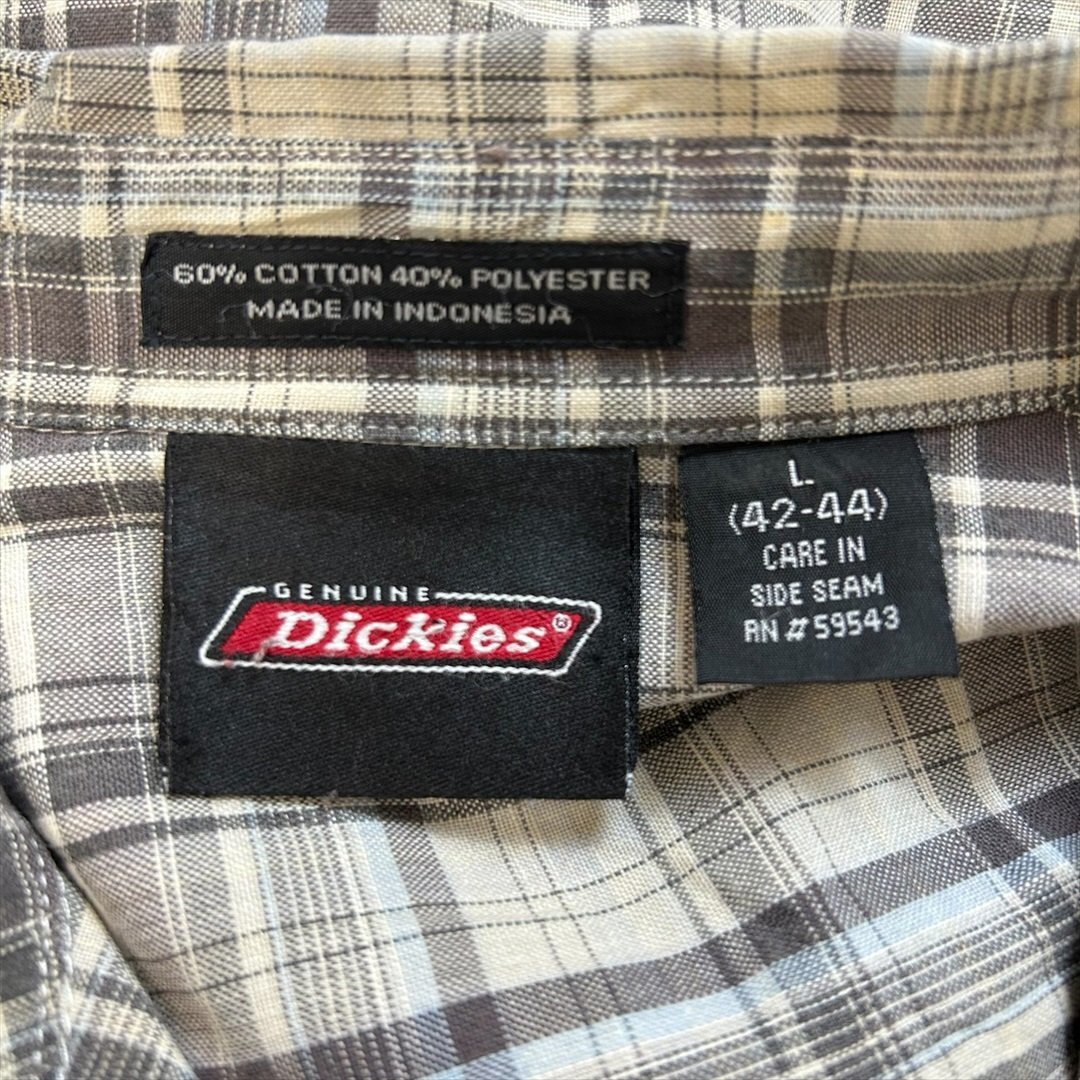 60% COTTON 40% POLYESTER
MADE IN INDONESIA
GENUINE
Dickies®
L
(42-44)
CARE IN
SIDE SEAM
RN #59543